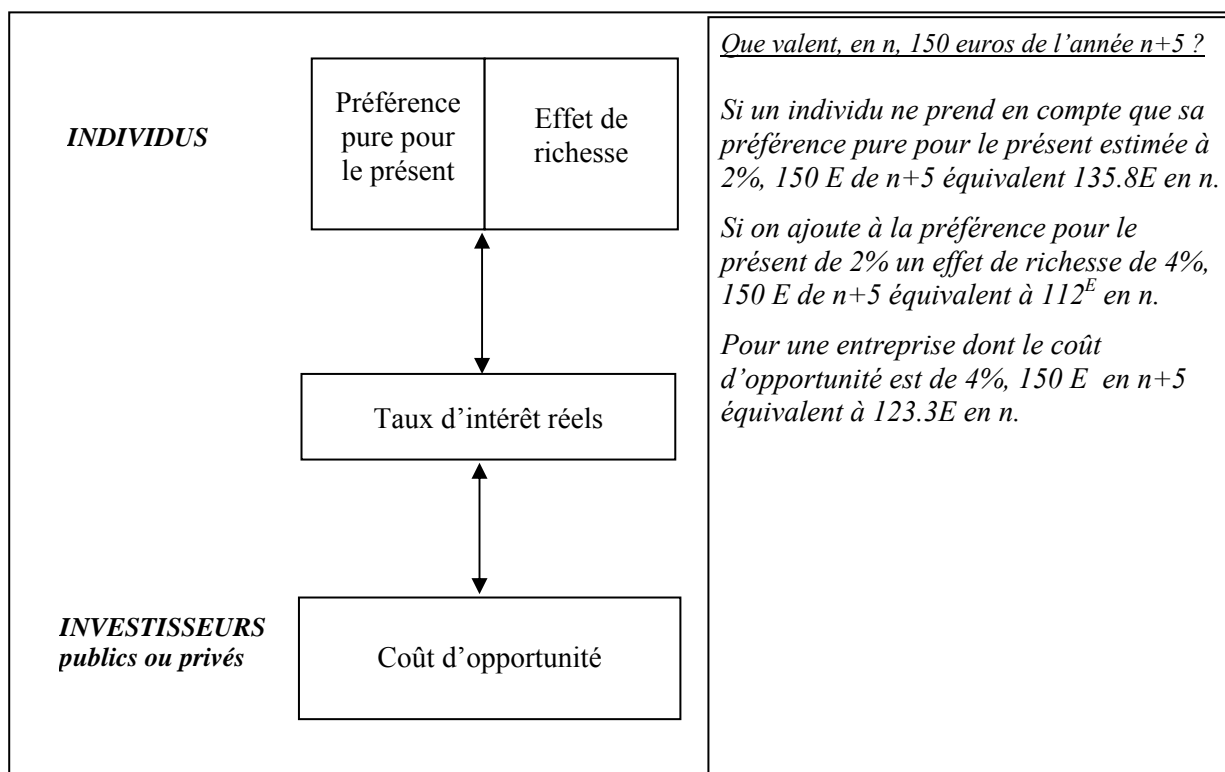 INDIVIDUS
Préférence
pure pour
le présent
Effet de
richesse
Taux d'intérêt réels
INVESTISSEURS
publics ou privés
Coût d'opportunité
Que valent, en n, 150 euros de l'année n+5 ?
Si un individu ne prend en compte que sa
préférence pure pour le présent estimée à
2%, 150 E de n+5 équivalent 135.8E en n.
Si on ajoute à la préférence pour le
présent de 2% un effet de richesse de 4%,
150 E de n+5 équivalent à 112E en n.
Pour une entreprise dont le coût
d'opportunité est de 4%, 150 E en n+5
équivalent à 123.3E en n.